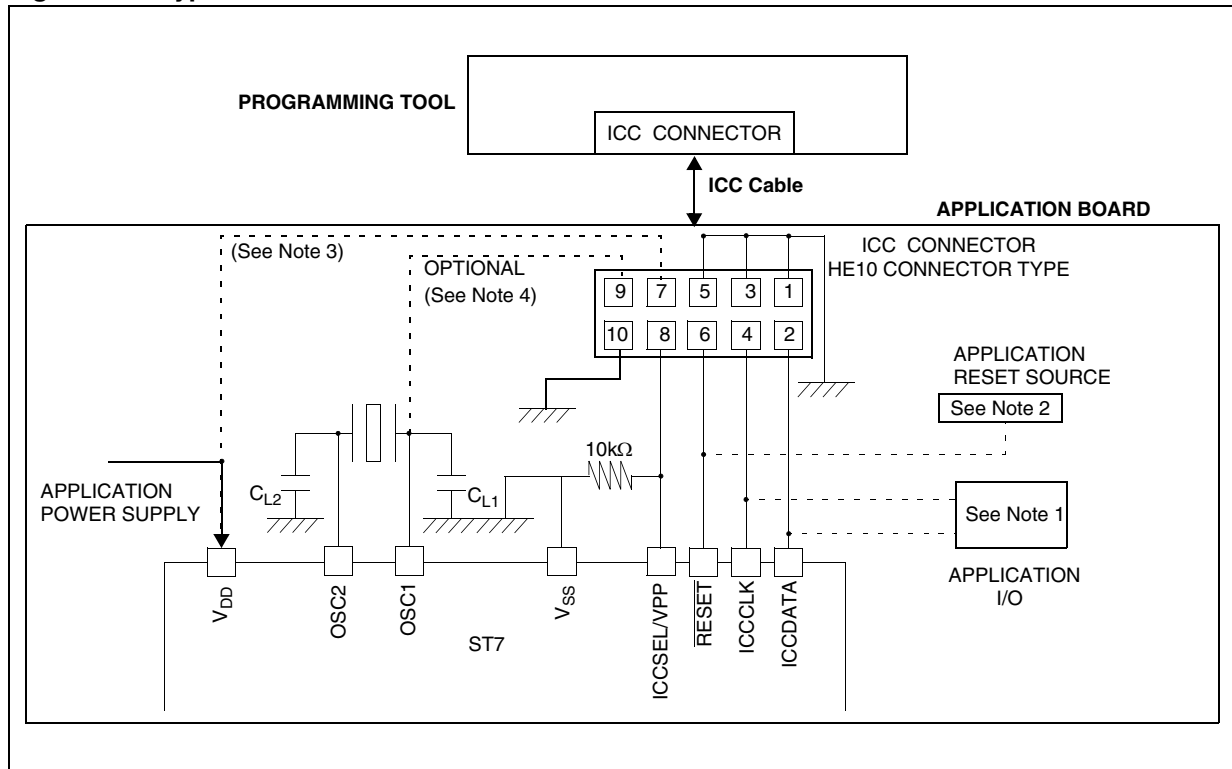 PROGRAMMING TOOL
ICC CONNECTOR
ICC Cable
APPLICATION BOARD
(See Note 3)
OPTIONAL
(See Note 4)
ICC CONNECTOR
HE10 CONNECTOR TYPE
9 7 5 3 1
10 8 6 4 2
APPLICATION
RESET SOURCE
See Note 2
10kΩ
CL2
CL1
APPLICATION
POWER SUPPLY
See Note 1
APPLICATION
I/O
VDD
OSC2
OSC1
VSS
ICCSEL/VPP
RESET
ICCCLK
ICCDATA
ST7